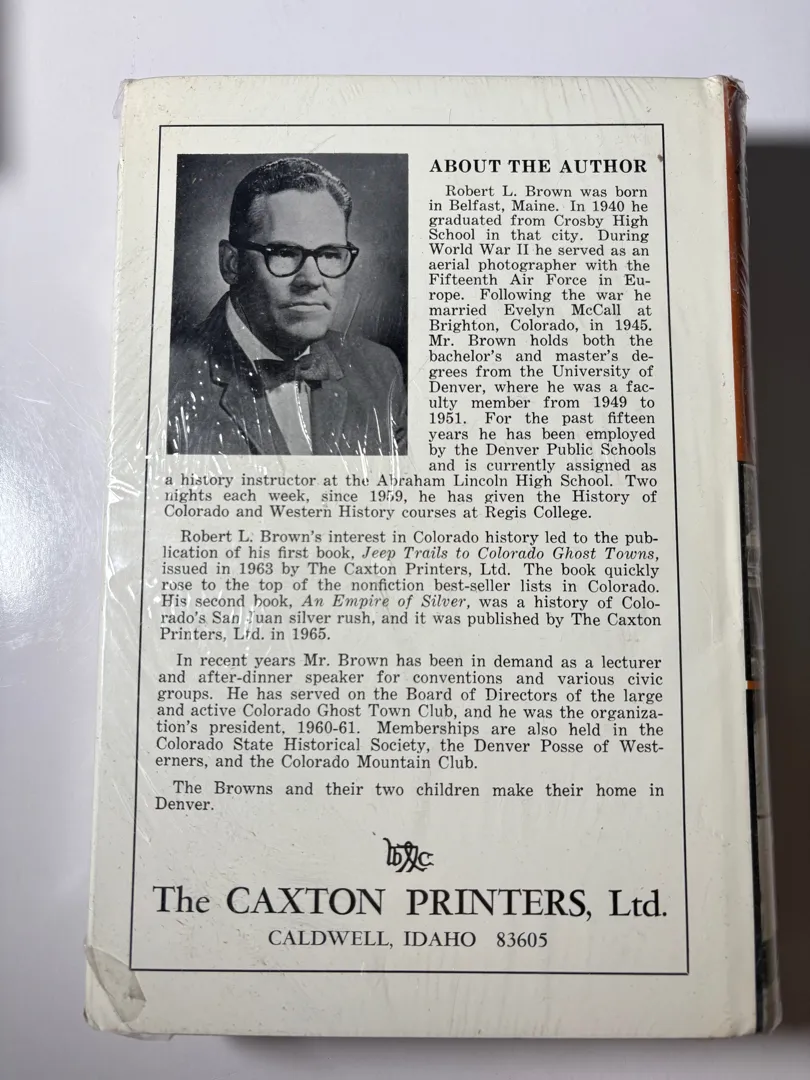 ABOUT THE AUTHOR
Robert L. Brown was born
in Belfast, Maine. In 1940 he
graduated from Crosby High
School in that city. During
World War II he served as an
aerial photographer with the
Fifteenth Air Force in Eu-
rope. Following the war he
married Evelyn McCall at
Brighton, Colorado, in 1945.
Mr. Brown holds both the
bachelor's and master's de-
grees from the University of
Denver, where he was a fac-
ulty member from 1949 to
1951. For the past fifteen
years he has been employed
by the Denver Public Schools
and is currently assigned as
a history instructor at the Abraham Lincoln High School. Two
nights each week, since 1959, he has given the History of
Colorado and Western History courses at Regis College.
Robert L. Brown's interest in Colorado history led to the pub-
lication of his first book, Jeep Trails to Colorado Ghost Towns,
issued in 1963 by The Caxton Printers, Ltd. The book quickly
rose to the top of the nonfiction best-seller lists in Colorado.
His second book, An Empire of Silver, was a history of Colo-
rado's San Juan silver rush, and it was published by The Caxton
Printers, Ltd. in 1965.
In recent years Mr. Brown has been in demand as a lecturer
and after-dinner speaker for conventions and various civic
groups. He has served on the Board of Directors of the large
and active Colorado Ghost Town Club, and he was the organiza-
tion's president, 1960-61. Memberships are also held in the
Colorado State Historical Society, the Denver Posse of West-
erners, and the Colorado Mountain Club.
The Browns and their two children make their home in
Denver.
The CAXTON PRINTERS, Ltd.
CALDWELL, IDAHO 83605